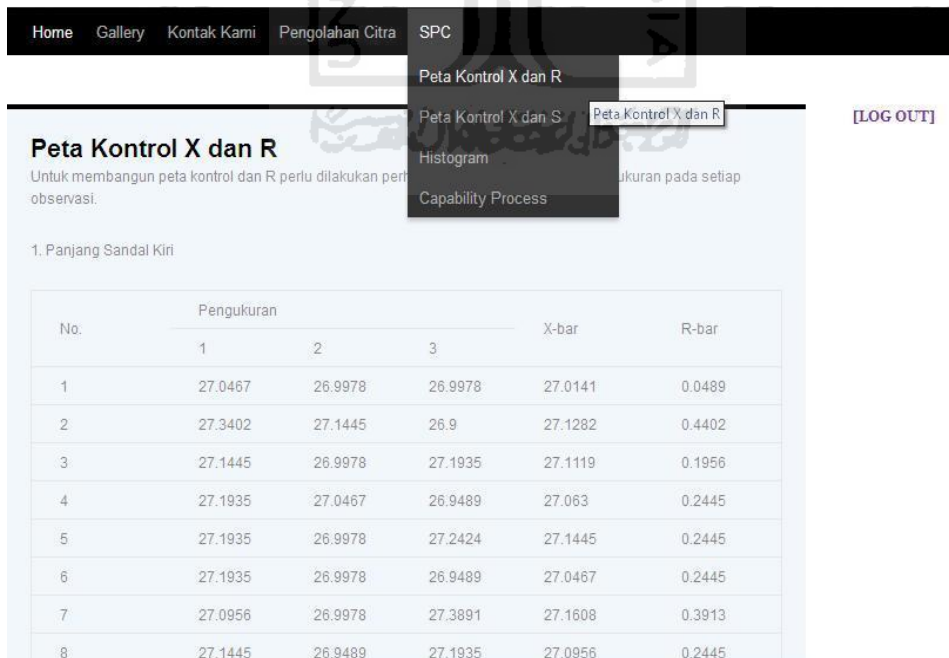 Home Gallery Kontak Kami Pengolahan Citra SPC
Peta Kontrol X dan R
Peta Kontrol X dan S
Peta Kontrol X dan R
Histogram
Capability Process
[LOG OUT]
Peta Kontrol X dan R
Untuk membangun peta kontrol dan R perlu dilakukan ukuran pada setiap
observasi.
1. Panjang Sandal Kiri
No. Pengukuran X-bar R-bar
1 2 3
1 27.0467 26.9978 26.9978 27.0141 0.0489
2 27.3402 27.1445 26.9 27.1282 0.4402
3 27.1445 26.9978 27.1935 27.1119 0.1956
4 27.1935 27.0467 26.9489 27.063 0.2445
5 27.1935 26.9978 27.2424 27.1445 0.2445
6 27.1935 26.9978 26.9489 27.0467 0.2445
7 27.0956 26.9978 27.3891 27.1608 0.3913
8 27.1445 26.9489 27.1935 27.0956 0.2445